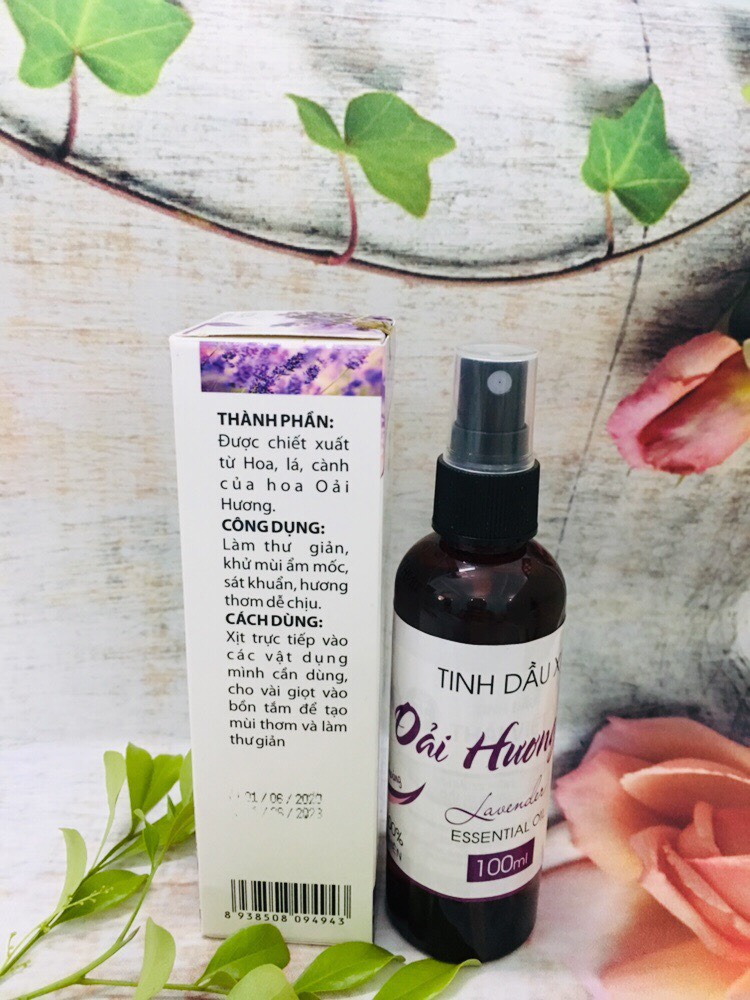 THÀNH PHẦN:
Được chiết xuất
từ Hoa, lá, cành
của hoa Oải
Hương.
CÔNG DỤNG:
Làm thư giản,
khử mùi ẩm mốc,
sát khuẩn, hương
thơm dễ chịu.
CÁCH DÙNG:
Xịt trực tiếp vào
các vật dụng
mình cần dùng,
cho vài giọt vào
bồn tắm để tạo
mùi thơm và làm
thư giản
01/06/2020
8 938508 094943
TINH DẦU X
Oải Hương
Lavender
ESSENTIAL OIL
100ml